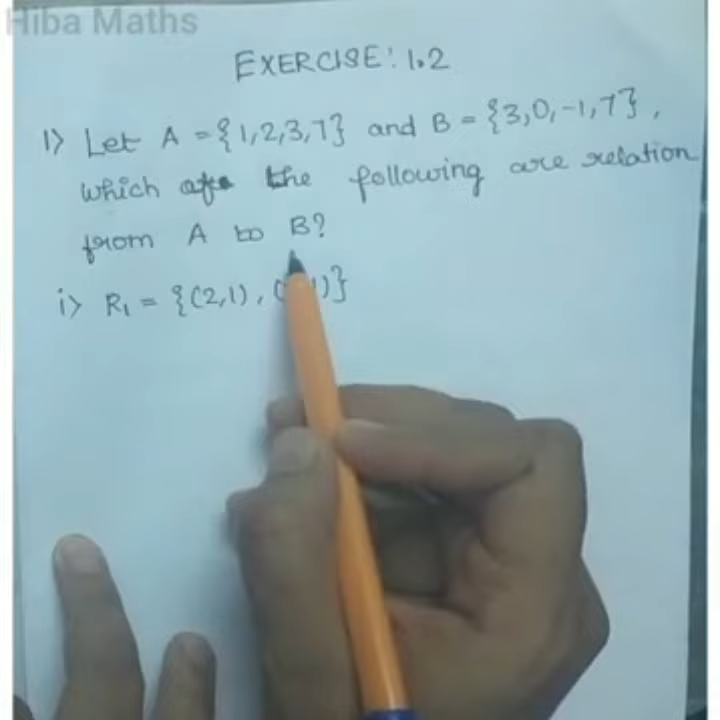 Hiba Maths
EXERCISE: 1.2
1) Let A = {1,2,3,7} and B = {3,0,-1,7},
which the following are relation
from A to B?
i) R₁ = {(2,1), ( 1)}